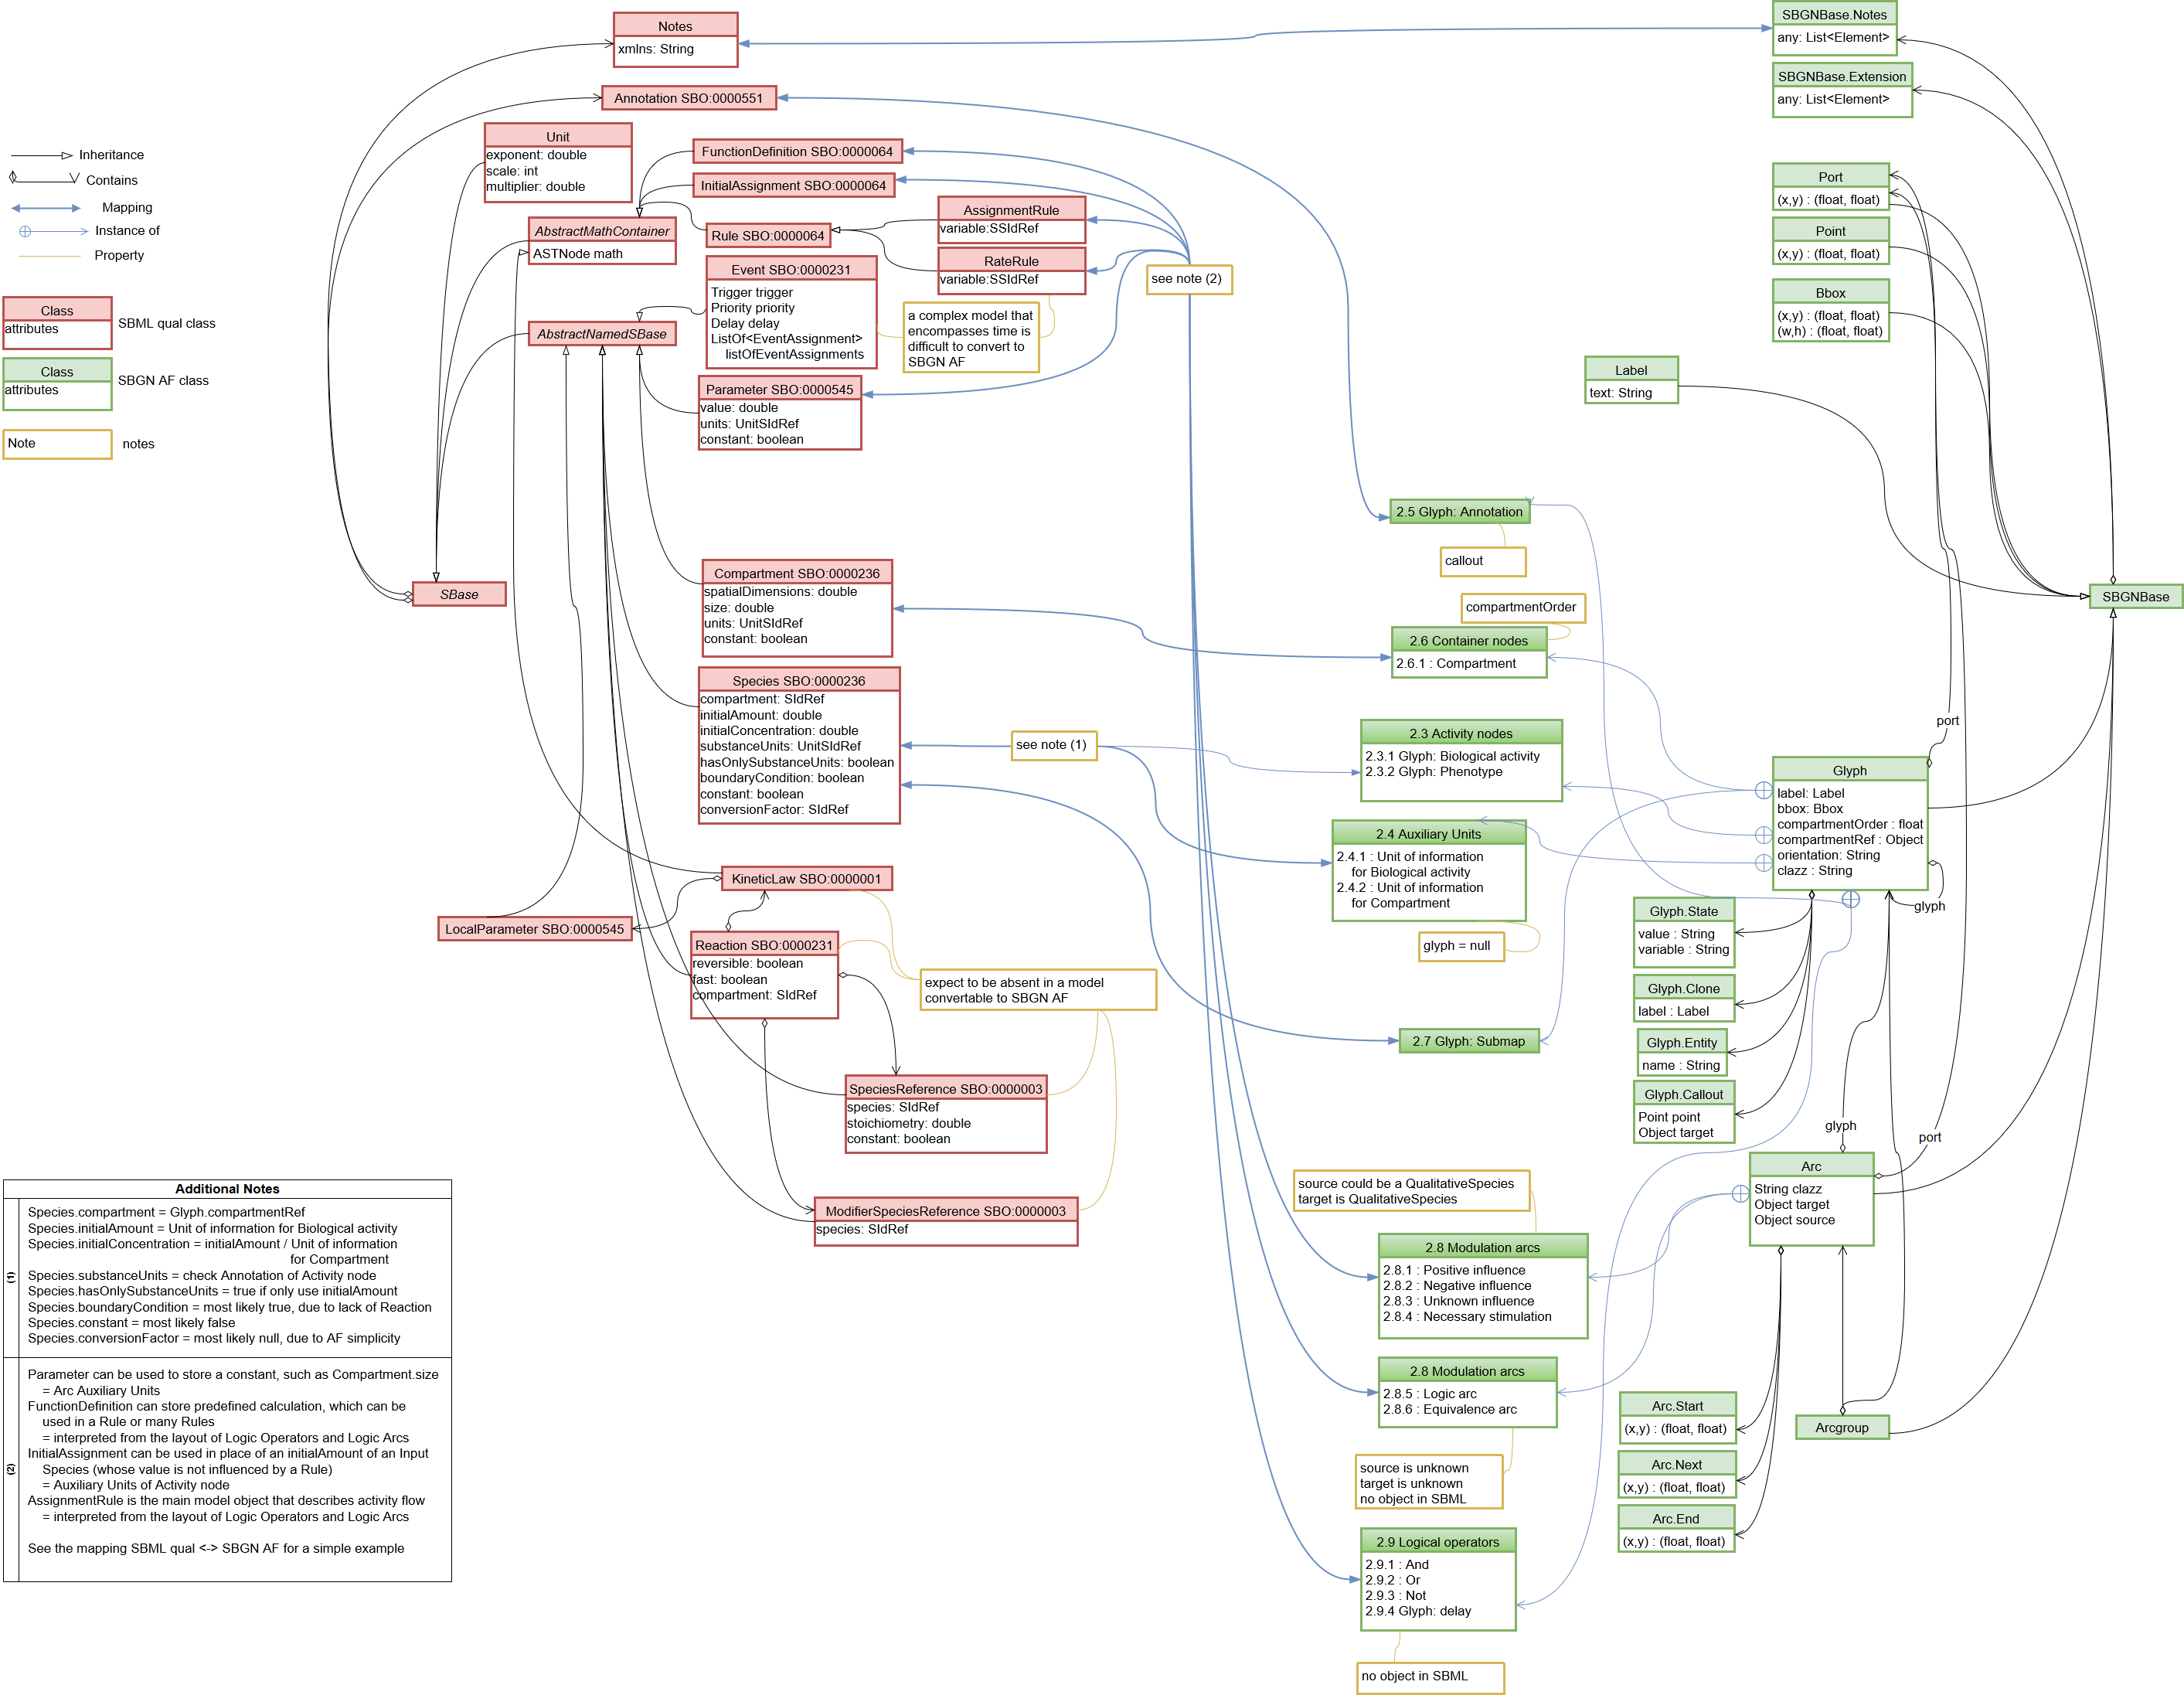 Notes
xmlns: String
Annotation SBO:0000551
Unit
exponent: double
scale: int
multiplier: double
FunctionDefinition SBO:0000064
InitialAssignment SBO:0000064
AbstractMathContainer
ASTNode math
Rule SBO:0000064
AssignmentRule
variable:SSIdRef
RateRule
variable:SSIdRef
Event SBO:0000231
Trigger trigger
Priority priority
Delay delay
ListOf<EventAssignment>
listOfEventAssignments
AbstractNamedSBase
a complex model that
encompasses time is
difficult to convert to
SBGN AF
see note (2)
Parameter SBO:0000545
value: double
units: UnitSIdRef
constant: boolean
Inheritance
Contains
Mapping
Instance of
Property
Class
attributes
SBML qual class
Class
attributes
SBGN AF class
Note
notes
SBase
Compartment SBO:0000236
spatialDimensions: double
size: double
units: UnitSIdRef
constant: boolean
Species SBO:0000236
compartment: SIdRef
initialAmount: double
initialConcentration: double
substanceUnits: UnitSIdRef
hasOnlySubstanceUnits: boolean
boundaryCondition: boolean
constant: boolean
conversionFactor: SIdRef
see note (1)
KineticLaw SBO:0000001
LocalParameter SBO:0000545
Reaction SBO:0000231
reversible: boolean
fast: boolean
compartment: SIdRef
expect to be absent in a model
convertable to SBGN AF
SpeciesReference SBO:0000003
species: SIdRef
stoichiometry: double
constant: boolean
ModifierSpeciesReference SBO:0000003
species: SIdRef
SBGNBase.Notes
any: List<Element>
SBGNBase.Extension
any: List<Element>
Port
(x,y) : (float, float)
Point
(x,y) : (float, float)
Bbox
(x,y) : (float, float)
(w,h) : (float, float)
Label
text: String
2.5 Glyph: Annotation
callout
compartmentOrder
2.6 Container nodes
2.6.1 : Compartment
SBGNBase
2.3 Activity nodes
2.3.1 Glyph: Biological activity
2.3.2 Glyph: Phenotype
port
Glyph
label: Label
bbox: Bbox
compartmentOrder : float
compartmentRef : Object
orientation: String
clazz : String
glyph
2.4 Auxiliary Units
2.4.1 : Unit of information
for Biological activity
2.4.2 : Unit of information
for Compartment
glyph = null
2.7 Glyph: Submap
Glyph.State
value : String
variable : String
Glyph.Clone
label : Label
Glyph.Entity
name : String
Glyph.Callout
Point point
Object target
glyph
port
Arc
String clazz
Object target
Object source
source could be a QualitativeSpecies
target is QualitativeSpecies
2.8 Modulation arcs
2.8.1 : Positive influence
2.8.2 : Negative influence
2.8.3 : Unknown influence
2.8.4 : Necessary stimulation
2.8 Modulation arcs
2.8.5 : Logic arc
2.8.6 : Equivalence arc
source is unknown
target is unknown
no object in SBML
2.9 Logical operators
2.9.1 : And
2.9.2 : Or
2.9.3 : Not
2.9.4 Glyph: delay
no object in SBML
Arc.Start
(x,y) : (float, float)
Arc.Next
(x,y) : (float, float)
Arc.End
(x,y) : (float, float)
Arcgroup
Additional Notes
(1)
Species.compartment = Glyph.compartmentRef
Species.initialAmount = Unit of information for Biological activity
Species.initialConcentration = initialAmount / Unit of information
for Compartment
Species.substanceUnits = check Annotation of Activity node
Species.hasOnlySubstanceUnits = true if only use initialAmount
Species.boundaryCondition = most likely true, due to lack of Reaction
Species.constant = most likely false
Species.conversionFactor = most likely null, due to AF simplicity
(2)
Parameter can be used to store a constant, such as Compartment.size
= Arc Auxiliary Units
FunctionDefinition can store predefined calculation, which can be
used in a Rule or many Rules
= interpreted from the layout of Logic Operators and Logic Arcs
InitialAssignment can be used in place of an initialAmount of an Input
Species (whose value is not influenced by a Rule)
= Auxiliary Units of Activity node
AssignmentRule is the main model object that describes activity flow
= interpreted from the layout of Logic Operators and Logic Arcs
See the mapping SBML qual <-> SBGN AF for a simple example